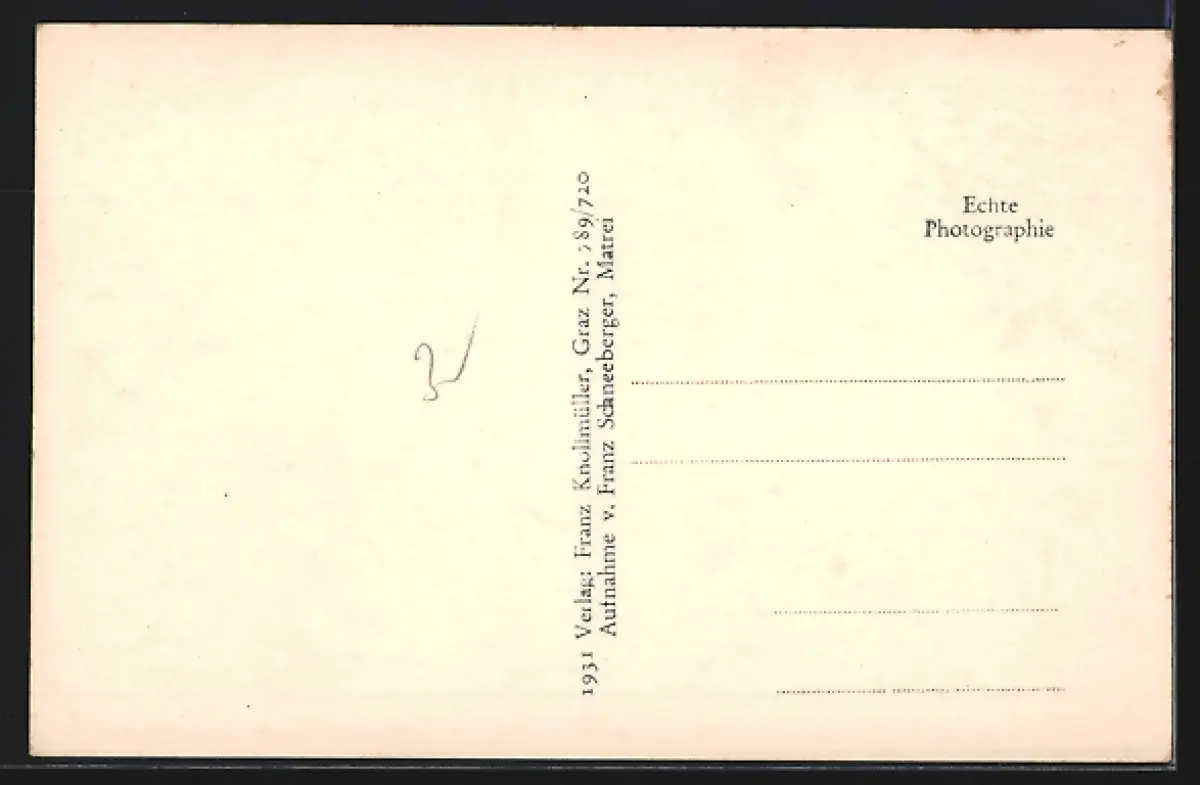 1931 Verlag: Franz Knollmüller, Graz Nr. 789/720
Aufnahme v. Franz Schneeberger, Matrei
Echte
Photographie